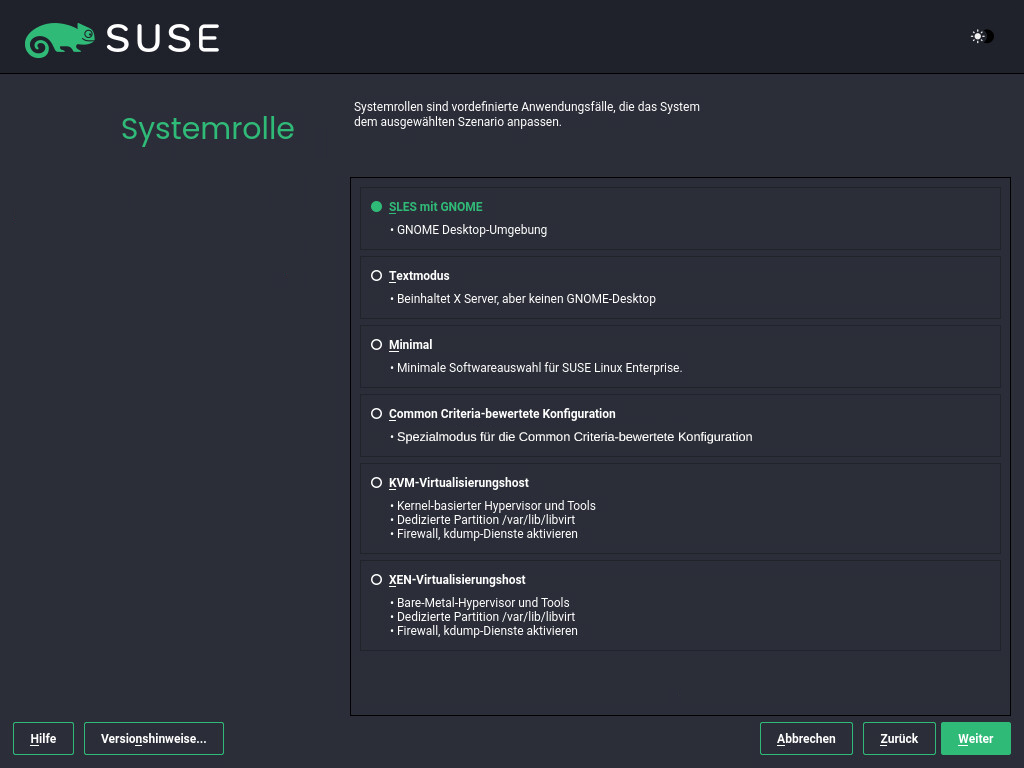 SUSE
Systemrolle
Systemrollen sind vordefinierte Anwendungsfälle, die das System
dem ausgewählten Szenario anpassen.
SLES mit GNOME
• GNOME Desktop-Umgebung
Textmodus
• Beinhaltet X Server, aber keinen GNOME-Desktop
Minimal
• Minimale Softwareauswahl für SUSE Linux Enterprise.
Common Criteria-bewertete Konfiguration
• Spezialmodus für die Common Criteria-bewertete Konfiguration
KVM-Virtualisierungshost
• Kernel-basierter Hypervisor und Tools
• Dedizierte Partition /var/lib/libvirt
• Firewall, kdump-Dienste aktivieren
XEN-Virtualisierungshost
• Bare-Metal-Hypervisor und Tools
• Dedizierte Partition /var/lib/libvirt
• Firewall, kdump-Dienste aktivieren
Hilfe Versionshinweise... Abbrechen Zurück Weiter